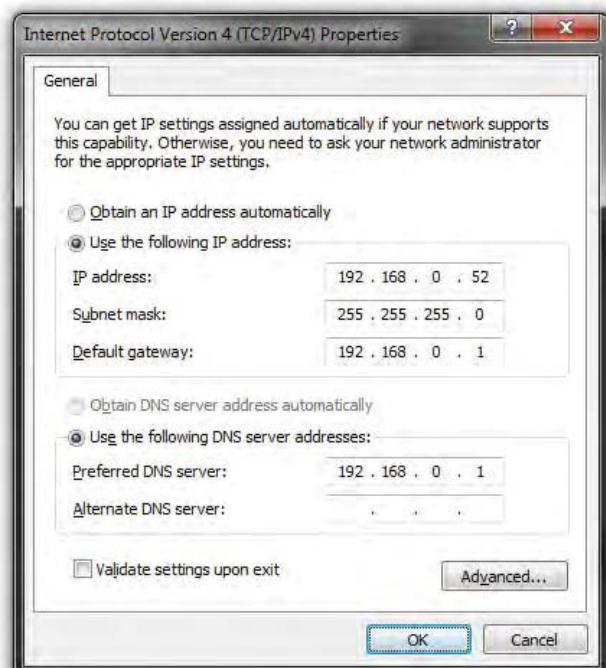 Internet Protocol Version 4 (TCP/IPv4) Properties
?
General
You can get IP settings assigned automatically if your network supports
this capability. Otherwise, you need to ask your network administrator
for the appropriate IP settings.
Obtain an IP address automatically
Use the following IP address:
IP address: 192 . 168 . 0 . 52
Subnet mask: 255 . 255 . 255 . 0
Default gateway: 192 . 168 . 0 . 1
Obtain DNS server address automatically
Use the following DNS server addresses:
Preferred DNS server: 192 . 168 . 0 . 1
Alternate DNS server: . . .
Validate settings upon exit
Advanced...
OK Cancel